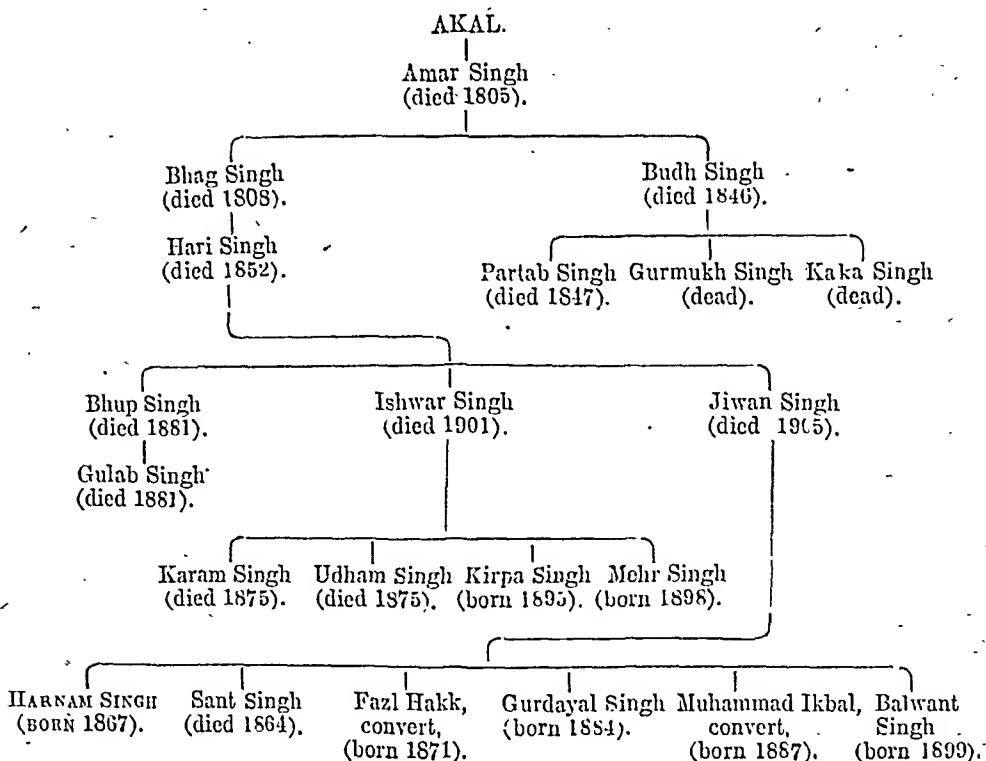 AKAL.
Amar Singh
(died 1805).
Bhag Singh
(died 1808).
Budh Singh
(died 1846).
Hari Singh
(died 1852).
Partab Singh Gurmukh Singh Kaka Singh
(died 1847). (dead). (dead).
Bhup Singh
(died 1881).
Ishwar Singh
(died 1901).
Jiwan Singh
(died 1905).
Gulab Singh
(died 1881).
Karam Singh Udham Singh Kirpa Singh Mehr Singh
(died 1875). (died 1875). (born 1895). (born 1898).
HARNAM SINGH
(BORN 1867).
Sant Singh
(died 1864).
Fazl Hakk,
convert,
(born 1871).
Gurdayal Singh
(born 1884).
Muhammad Ikbal,
convert,
(born 1887).
Balwant
Singh
(born 1899).